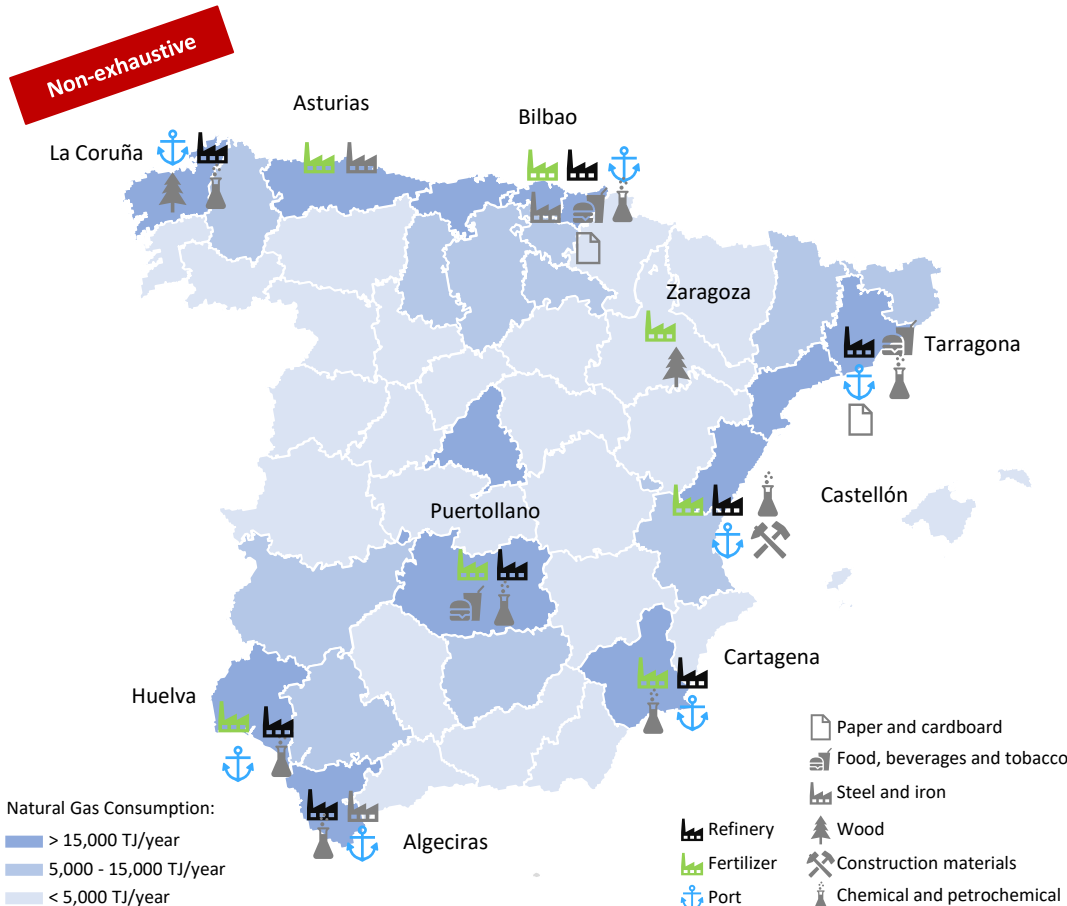 Non-exhaustive
Asturias
Bilbao
La Coruña
Zaragoza
Tarragona
Castellón
Puertollano
Cartagena
Huelva
Algeciras
Natural Gas Consumption:
> 15,000 TJ/year
5,000 - 15,000 TJ/year
< 5,000 TJ/year
Refinery
Fertilizer
Port
Paper and cardboard
Food, beverages and tobacco
Steel and iron
Wood
Construction materials
Chemical and petrochemical